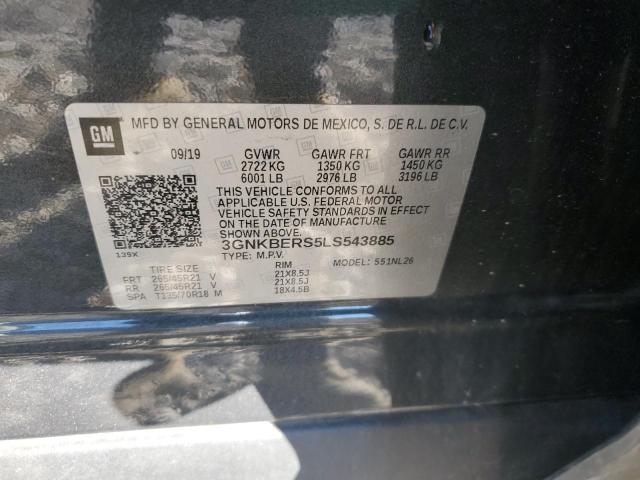 GM
MFD BY GENERAL MOTORS DE MEXICO, S. DE R.L. DE C.V.
09/19 GVWR GAWR FRT GAWR RR
2722 KG 1350 KG 1450 KG
6001 LB 2976 LB 3196 LB
THIS VEHICLE CONFORMS TO ALL
APPLICABLE U.S. FEDERAL MOTOR
VEHICLE SAFETY STANDARDS IN
EFFECT ON THE DATE OF MANUFACTURE
SHOWN ABOVE.
3GNKBERS5LS543885
139X TYPE: M.P.V. MODEL: 551NL26
TIRE SIZE RIM
FRT 265/45R21 V 21X8.5J
RR 265/45R21 V 21X8.5J
SPA T135/70R18 M 18X4.5B